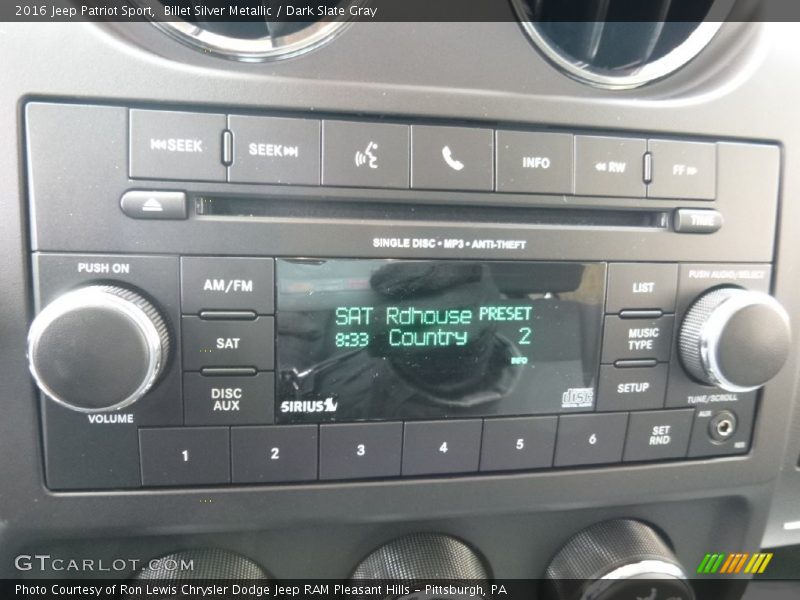 2016 Jeep Patriot Sport, Billet Silver Metallic / Dark Slate Gray
SEEK SEEK INFO RW FF
TIME
SINGLE DISC • MP3 • ANTI-THEFT
PUSH ON
PUSH AUDIO/SELECT
AM/FM
LIST
SAT Rdhouse PRESET
8:33 Country 2
INFO
SAT
MUSIC
TYPE
DISC
AUX
SETUP
SIRIUS
disc
VOLUME
TUNE/SCROLL
AUX
1 2 3 4 5 6
SET
RND
GTCARLOT.COM
Photo Courtesy of Ron Lewis Chrysler Dodge Jeep RAM Pleasant Hills - Pittsburgh, PA